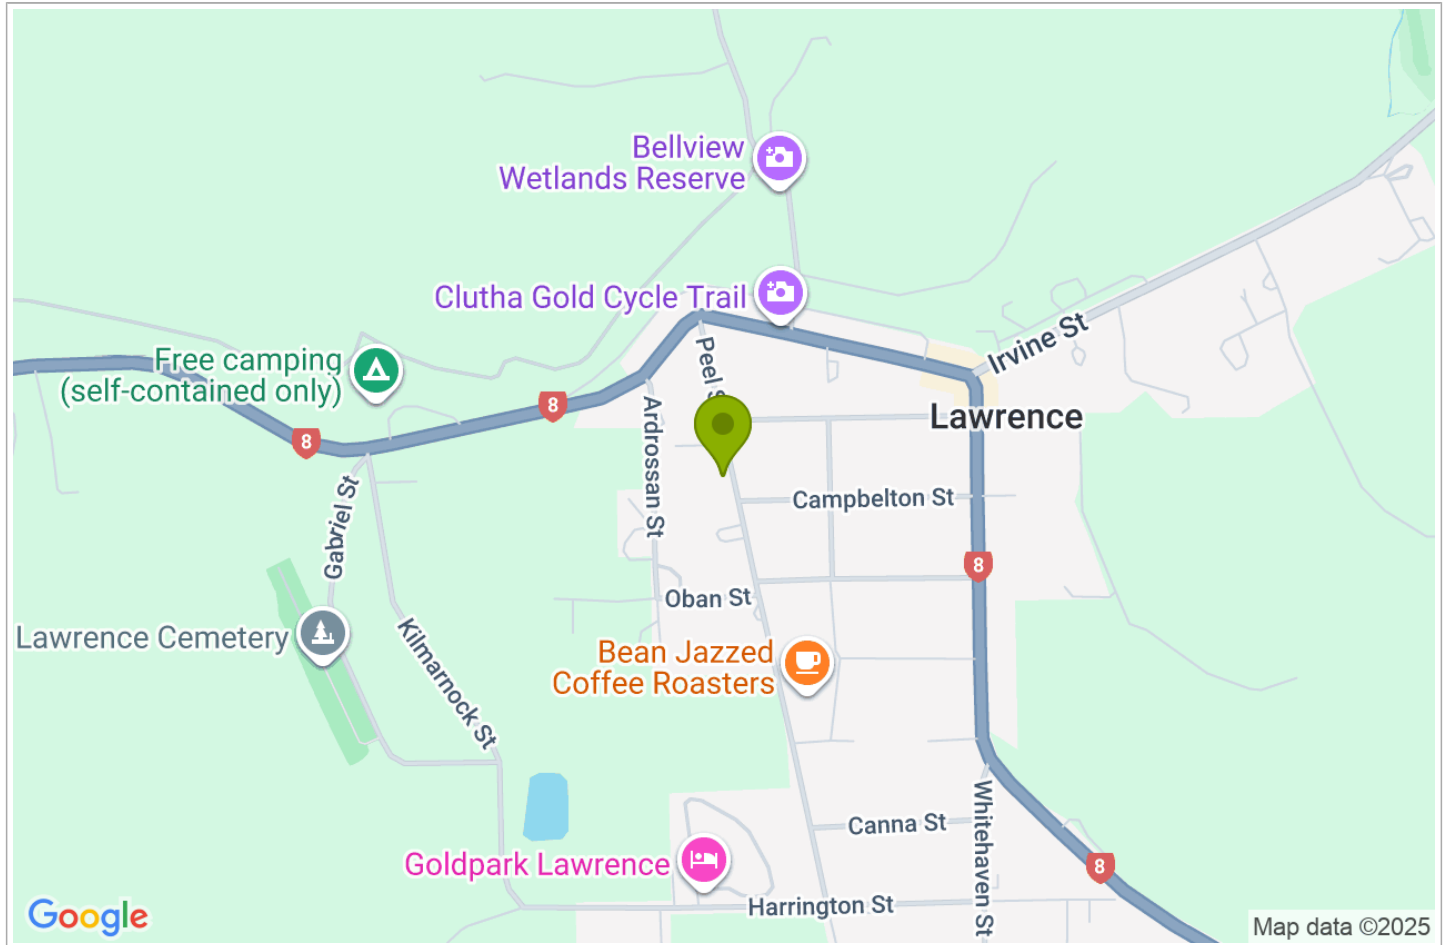 Bellview
Wetlands Reserve
Clutha Gold Cycle Trail
Irvine St
Free camping
(self-contained only)
Peel S
8
8
Ardrossan St
Lawrence
Gabriel St
Campbelton St
8
Oban St
Lawrence Cemetery
Kilmarnock St
Bean Jazzed
Coffee Roasters
Whitehaven St
Canna St
Goldpark Lawrence
8
Harrington St
Google
Map data ©2025